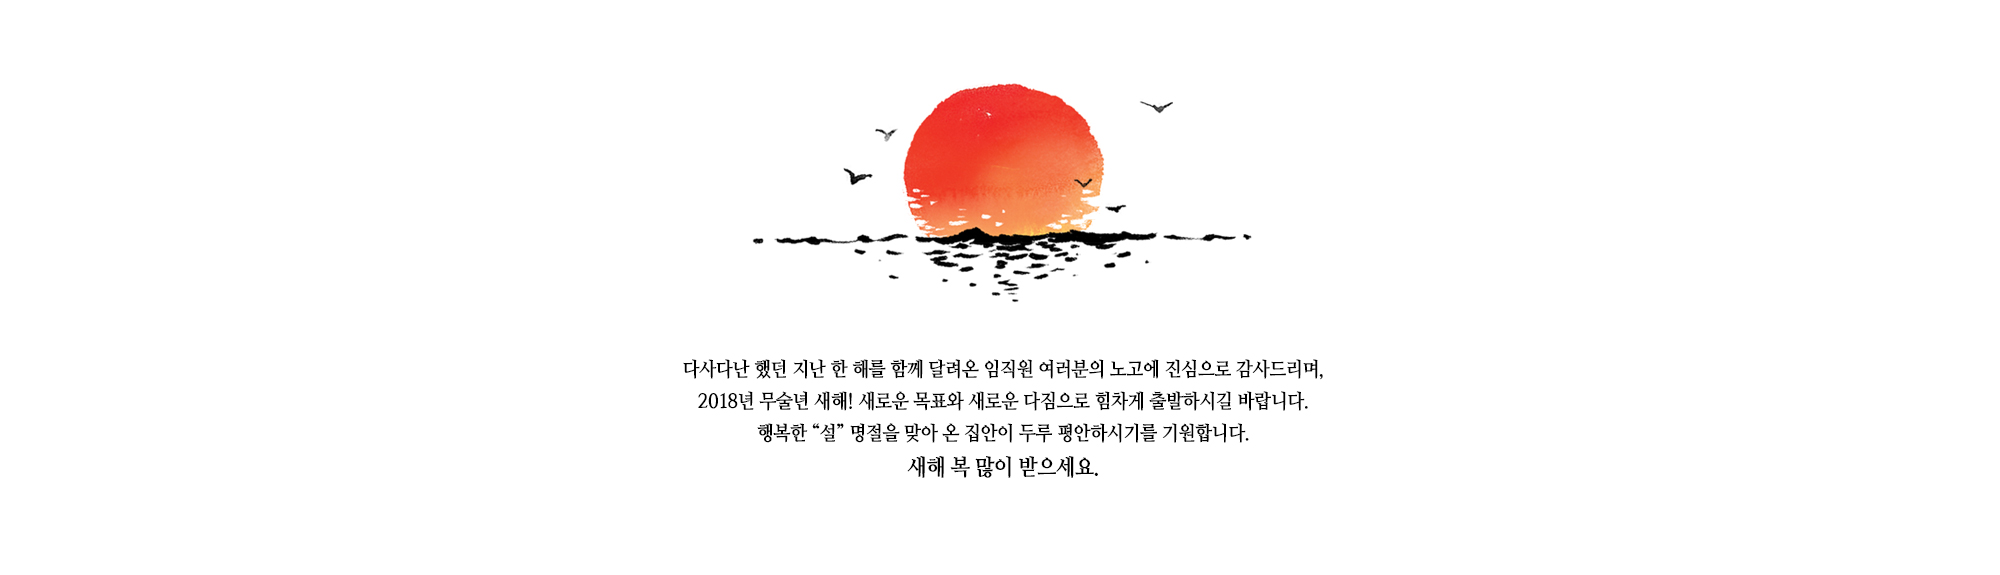 다사다난 했던 지난 한 해를 함께 달려온 임직원 여러분의 노고에 진심으로 감사드리며,
2018년 무술년 새해! 새로운 목표와 새로운 다짐으로 힘차게 출발하시길 바랍니다.
행복한 “설” 명절을 맞아 온 집안이 두루 평안하시기를 기원합니다.
새해 복 많이 받으세요.